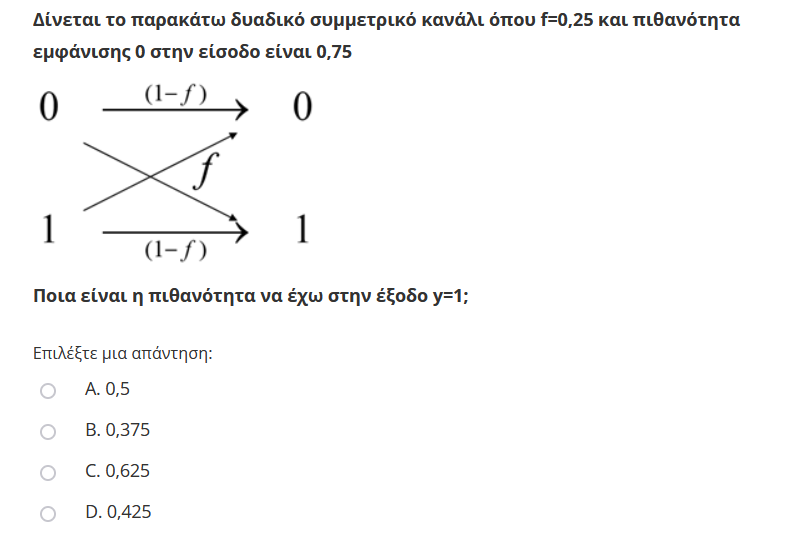 Δίνεται το παρακάτω δυαδικό συμμετρικό κανάλι όπου f=0,25 και πιθανότητα
εμφάνισης 0 στην είσοδο είναι 0,75
(1−f)
0 0
f
1 1
(1−f)
Ποια είναι η πιθανότητα να έχω στην έξοδο y=1;
Επιλέξτε μια απάντηση:
A. 0,5
B. 0,375
C. 0,625
D. 0,425